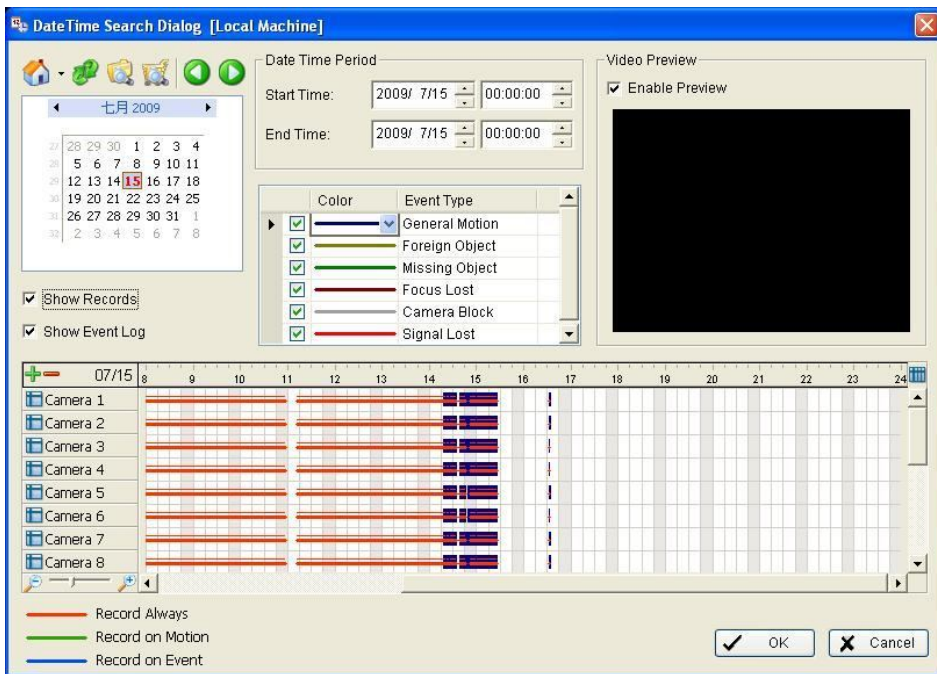 DateTime Search Dialog [Local Machine]
Date Time Period
Start Time: 2009/ 7/15 00:00:00
End Time: 2009/ 7/15 00:00:00
Video Preview
Enable Preview
七月 2009
27 28 29 30 1 2 3 4
28 5 6 7 8 9 10 11
29 12 13 14 15 16 17 18
30 19 20 21 22 23 24 25
31 26 27 28 29 30 31 1
32 2 3 4 5 6 7 8
Show Records
Show Event Log
Color Event Type
General Motion
Foreign Object
Missing Object
Focus Lost
Camera Block
Signal Lost
07/15 8 9 10 11 12 13 14 15 16 17 18 19 20 21 22 23 24
Camera 1
Camera 2
Camera 3
Camera 4
Camera 5
Camera 6
Camera 7
Camera 8
Record Always
Record on Motion
Record on Event
OK
Cancel